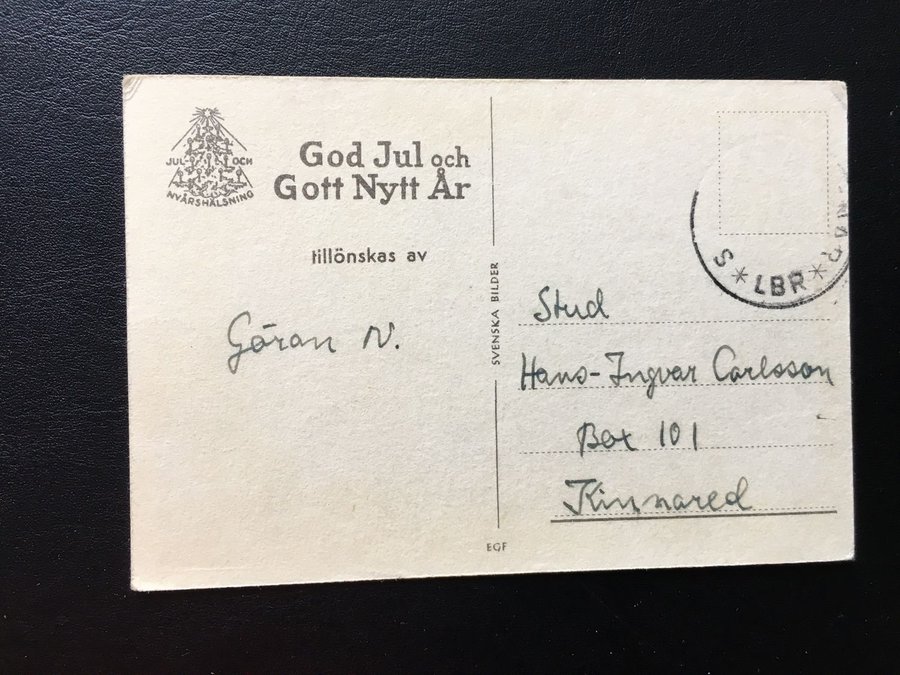 JUL OCH
NYÅRSHÄLSNING
God Jul och
Gott Nytt År
tillönskas av
Göran N.
SVENSKA BILDER
EGF
S * LBR *
Stud
Hans-Ingvar Carlsson
Box 101
Kinnared